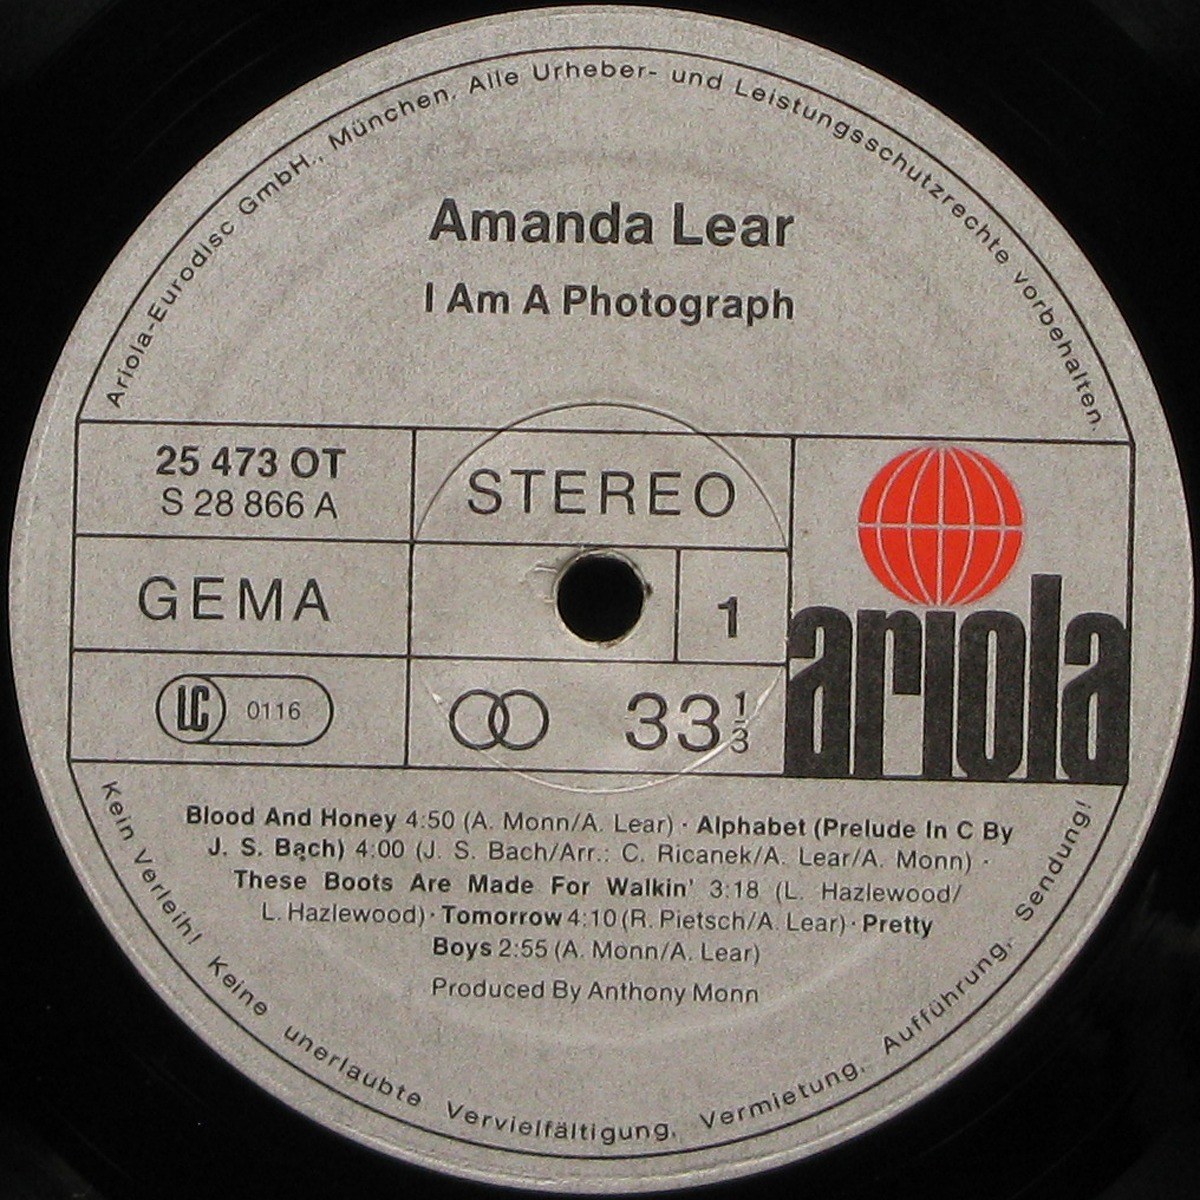 Ariola-Eurodisc GmbH., München. Alle Urheber- und Leistungsschutzrechte vorbehalten.
Amanda Lear
I Am A Photograph
25 473 OT
S 28 866 A
STEREO
GEMA
1
LC 0116
33 1/3
ariola
Blood And Honey 4:50 (A. Monn/A. Lear) · Alphabet (Prelude In C By
J. S. Bach) 4:00 (J. S. Bach/Arr.: C. Ricanek/A. Lear/A. Monn) ·
These Boots Are Made For Walkin' 3:18 (L. Hazlewood/
L. Hazlewood) · Tomorrow 4:10 (R. Pietsch/A. Lear) · Pretty
Boys 2:55 (A. Monn/A. Lear)
Produced By Anthony Monn
Kein Verleih! Keine unerlaubte Vervielfältigung, Vermietung, Aufführung, Sendung!